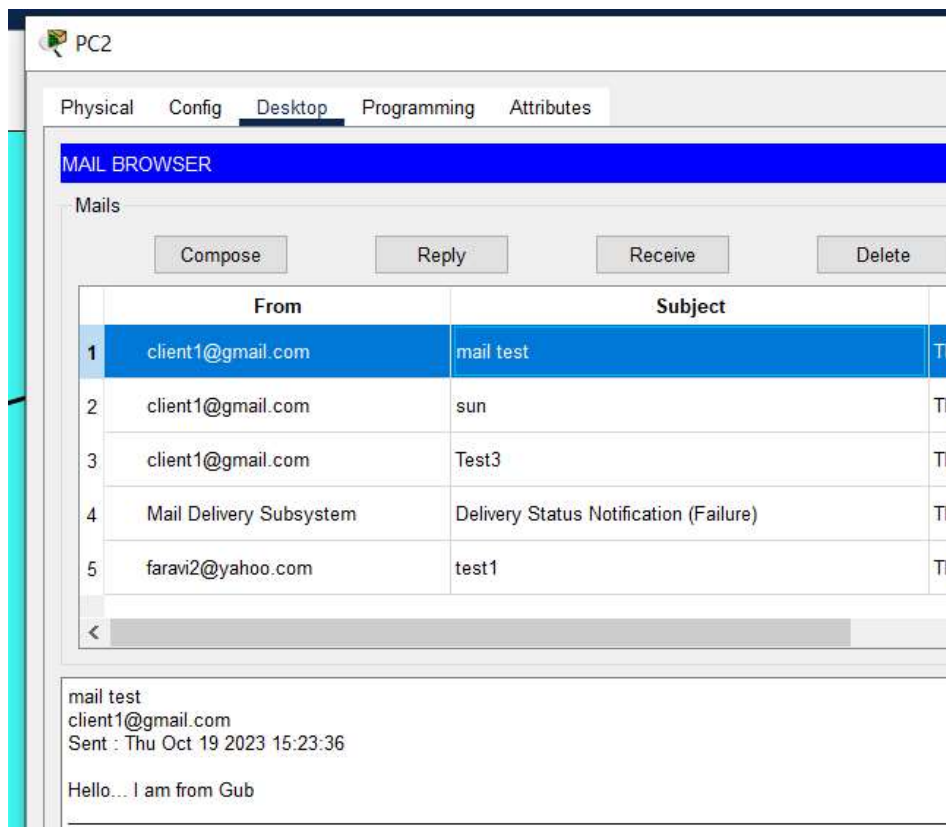 PC2
Physical Config Desktop Programming Attributes
MAIL BROWSER
Mails
Compose Reply Receive Delete
From Subject
1 client1@gmail.com mail test
2 client1@gmail.com sun
3 client1@gmail.com Test3
4 Mail Delivery Subsystem Delivery Status Notification (Failure)
5 faravi2@yahoo.com test1
mail test
client1@gmail.com
Sent : Thu Oct 19 2023 15:23:36
Hello... I am from Gub